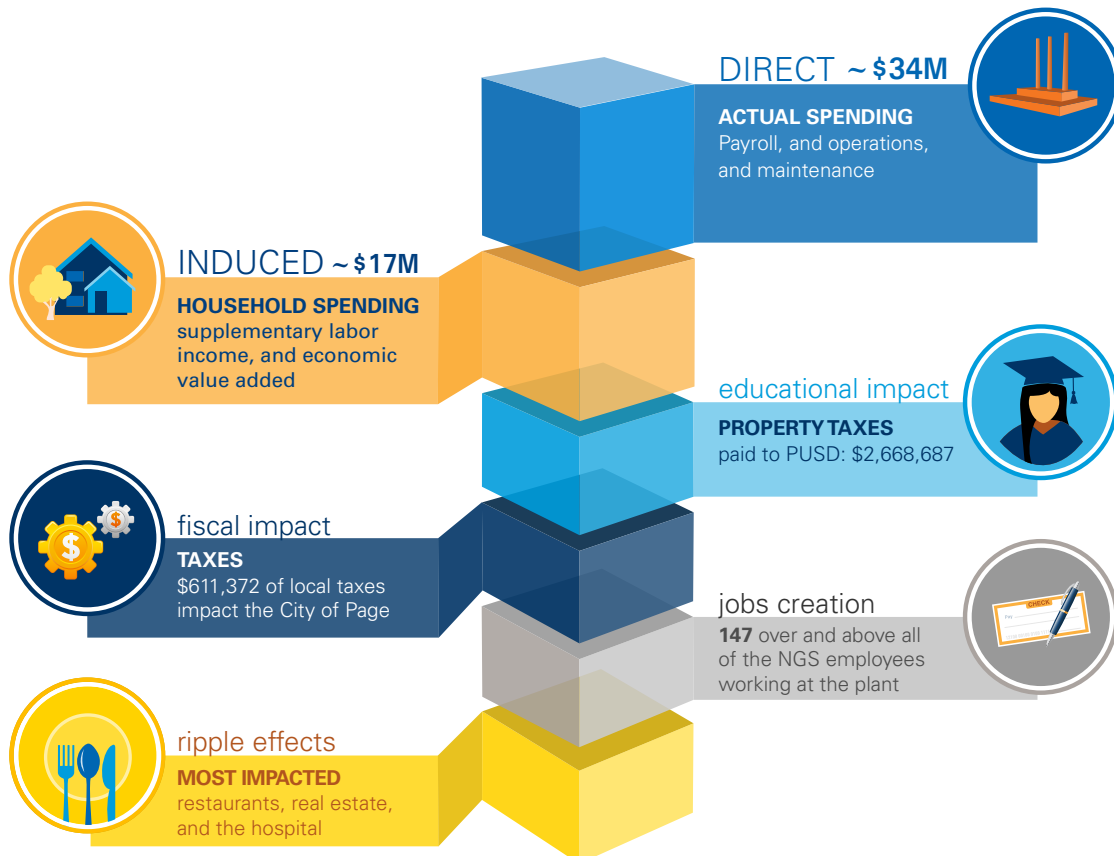 DIRECT ~ $34M
ACTUAL SPENDING
Payroll, and operations,
and maintenance
INDUCED ~ $17M
HOUSEHOLD SPENDING
supplementary labor
income, and economic
value added
educational impact
PROPERTY TAXES
paid to PUSD: $2,668,687
fiscal impact
TAXES
$611,372 of local taxes
impact the City of Page
$
$
jobs creation
147 over and above all
of the NGS employees
working at the plant
CHECK
Pay
ripple effects
MOST IMPACTED
restaurants, real estate,
and the hospital